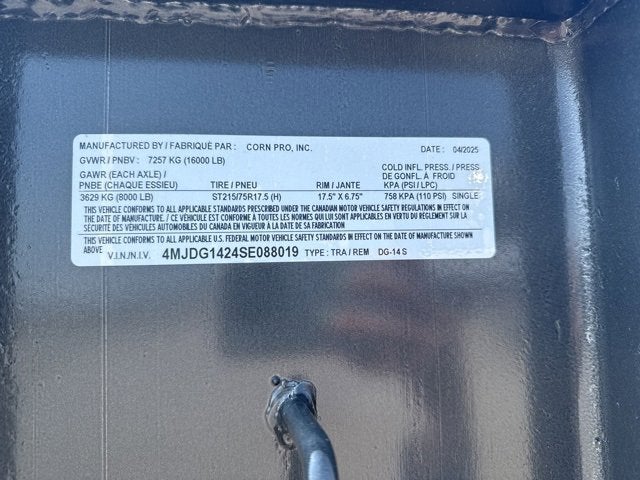 MANUFACTURED BY / FABRIQUÉ PAR : CORN PRO, INC. DATE : 04/2025
GVWR / PNBV : 7257 KG (16000 LB)
GAWR (EACH AXLE) / PNBE (CHAQUE ESSIEU) TIRE / PNEU RIM / JANTE COLD INFL. PRESS. / PRESS DE GONFL. À FROID KPA (PSI / LPC)
3629 KG (8000 LB) ST215/75R17.5 (H) 17.5" X 6.75" 758 KPA (110 PSI) SINGLE
THIS VEHICLE CONFORMS TO ALL APPLICABLE STANDARDS PRESCRIBED UNDER THE CANADIAN MOTOR VEHICLE SAFETY REGULATIONS IN EFFECT
ON THE DATE OF MANUFACTURE / CE VÉHICULE EST CONFORME À TOUTES LES NORMES QUI LUI SONT APPLICABLES EN VERTU DU RÈGLEMENT SUR LA
SÉCURITÉ DES VÉHICULES AUTOMOBILES DU CANADA EN VIGUEUR À LA DATE DE SA FABRICATION
THIS VEHICLE CONFORMS TO ALL APPLICABLE U.S. FEDERAL MOTOR VEHICLE SAFETY STANDARDS IN EFFECT ON THE DATE OF MANUFACTURE SHOWN
ABOVE.
V.I.N./N.I.V. 4MJDG1424SE088019 TYPE : TRA / REM DG-14 S